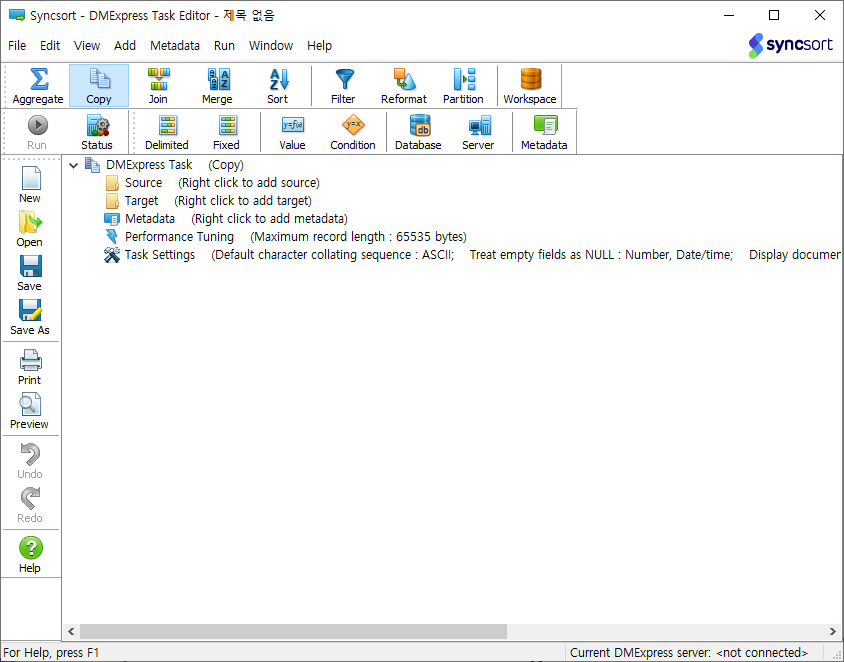 Syncsort - DMExpress Task Editor - 제목 없음
File Edit View Add Metadata Run Window Help
syncsort
Aggregate Copy Join Merge Sort Filter Reformat Partition Workspace
Run Status Delimited Fixed Value Condition Database Server Metadata
New
Open
Save
Save As
Print
Preview
Undo
Redo
Help
DMExpress Task (Copy)
Source (Right click to add source)
Target (Right click to add target)
Metadata (Right click to add metadata)
Performance Tuning (Maximum record length : 65535 bytes)
Task Settings (Default character collating sequence : ASCII; Treat empty fields as NULL : Number, Date/time; Display documer
For Help, press F1
Current DMExpress server: <not connected>